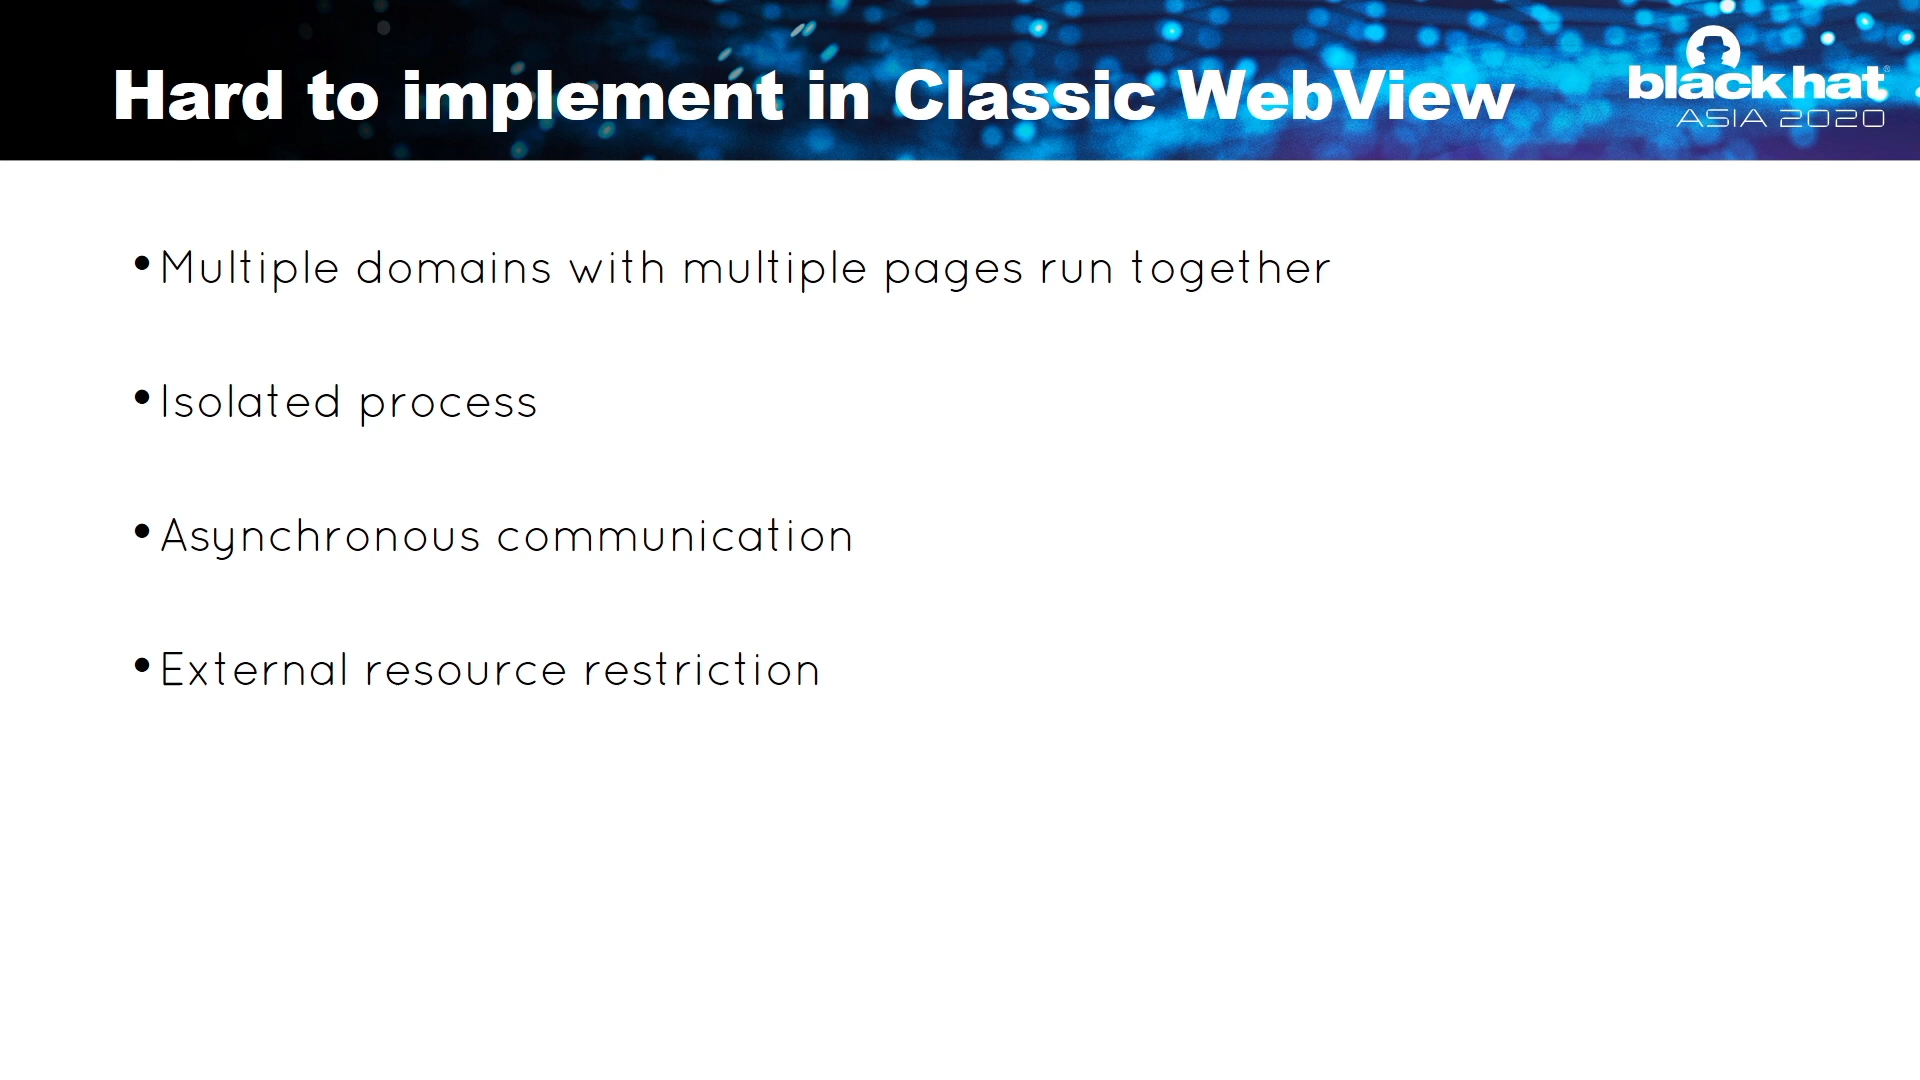 Hard to implement in Classic WebView
black hat®
ASIA 2020
•Multiple domains with multiple pages run together
•Isolated process
•Asynchronous communication
•External resource restriction